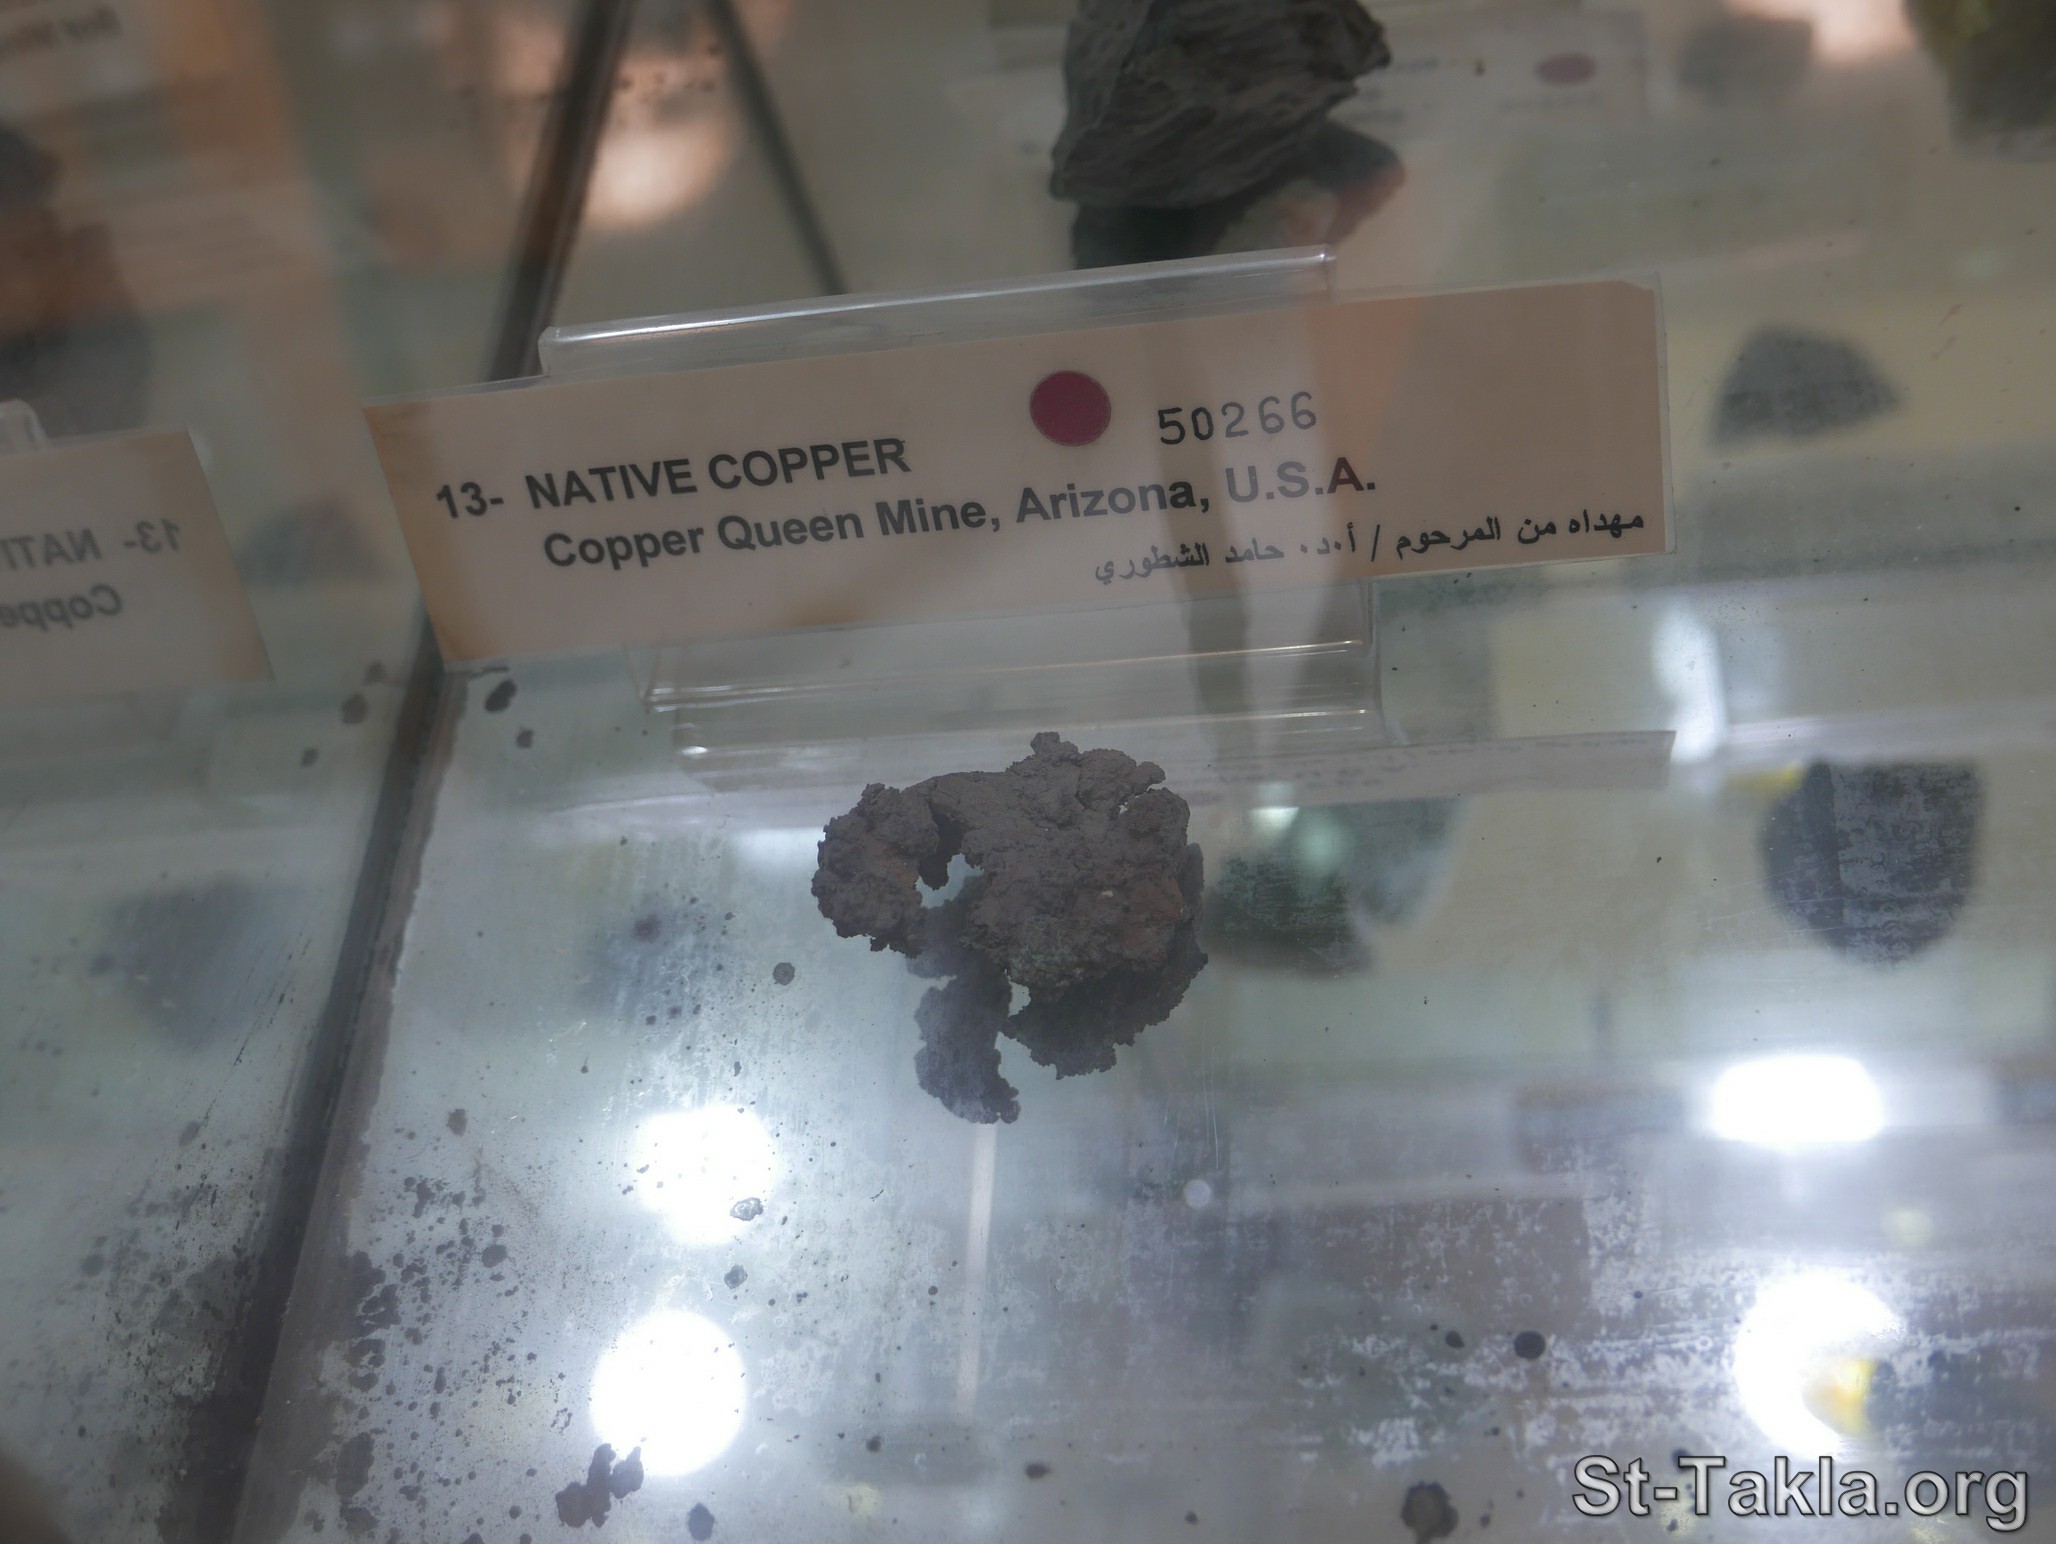 50266
13- NATIVE COPPER
Copper Queen Mine, Arizona, U.S.A.
مهداه من المرحوم / أ.د. حامد الشطوري
13- NATI
Coppe
St-Takla.org